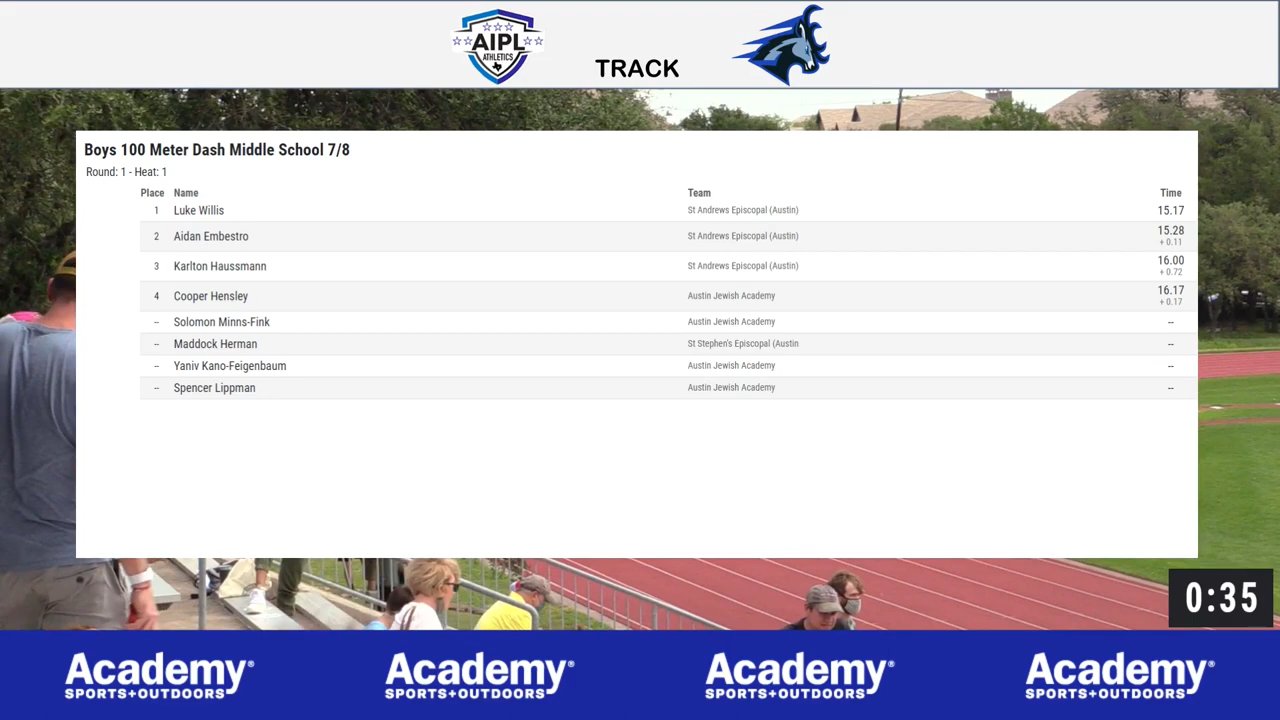 AIPL
ATHLETICS
TRACK
Boys 100 Meter Dash Middle School 7/8
Round: 1 - Heat: 1
Place Name Team Time
1 Luke Willis St Andrews Episcopal (Austin) 15.17
2 Aidan Embestro St Andrews Episcopal (Austin) 15.28
+ 0.11
3 Karlton Haussmann St Andrews Episcopal (Austin) 16.00
+ 0.72
4 Cooper Hensley Austin Jewish Academy 16.17
+ 0.17
-- Solomon Minns-Fink Austin Jewish Academy --
-- Maddock Herman St Stephen's Episcopal (Austin --
-- Yaniv Kano-Feigenbaum Austin Jewish Academy --
-- Spencer Lippman Austin Jewish Academy --
0:35
Academy® Academy® Academy® Academy®
SPORTS+OUTDOORS SPORTS+OUTDOORS SPORTS+OUTDOORS SPORTS+OUTDOORS